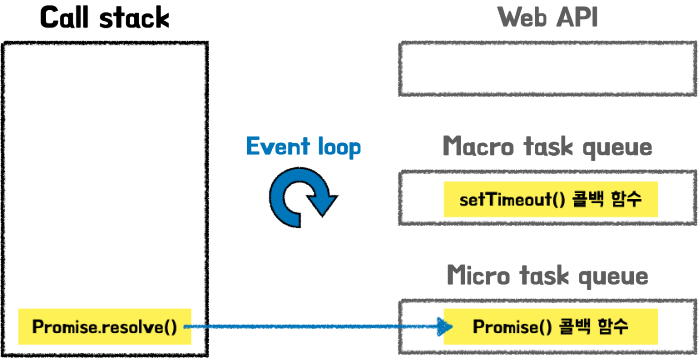 Call stack
Web API
Event loop
Macro task queue
setTimeout() 콜백 함수
Micro task queue
Promise.resolve()
Promise() 콜백 함수